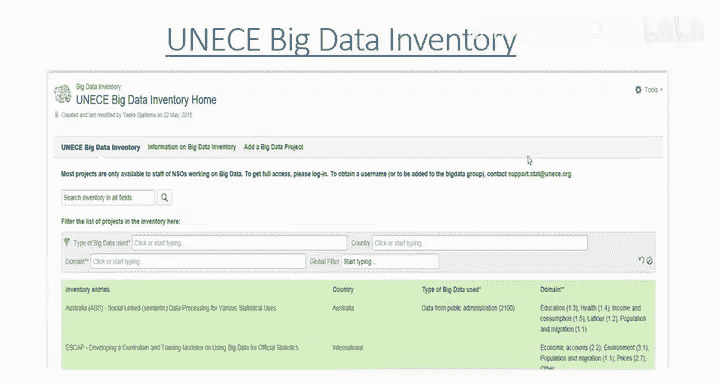 UNECE Big Data Inventory
Big Data Inventory
UNECE Big Data Inventory Home
Tools
Created and last modified by Taeke Gjaltema on 22 May, 2015
UNECE Big Data Inventory Information on Big Data Inventory Add a Big Data Project
Most projects are only available to staff of NSOs working on Big Data. To get full access, please log-in. To obtain a username (or to be added to the bigdata group), contact support.stat@unece.org
Search inventory in all fields
Filter the list of projects in the inventory here:
Type of Big Data used* Click or start typing... Country Click or start typing...
Domain** Click or start typing... Global Filter Start typing...
Inventory entries Country Type of Big Data used* Domain**
Australia (ABS) - Social Linked (semantic) Data Processing for Various Statistical Uses Australia Data from public administration (2100) Education (1.3), Health (1.4), Income and
consumption (1.5), Labour (1.2), Population
and migration (1.1)
ESCAP - Developing a Curriculum and Training Modules on Using Big Data for Official Statistics International Economic accounts (2.2), Environment (3.1),
Population and migration (1.1), Prices (2.7),
Other